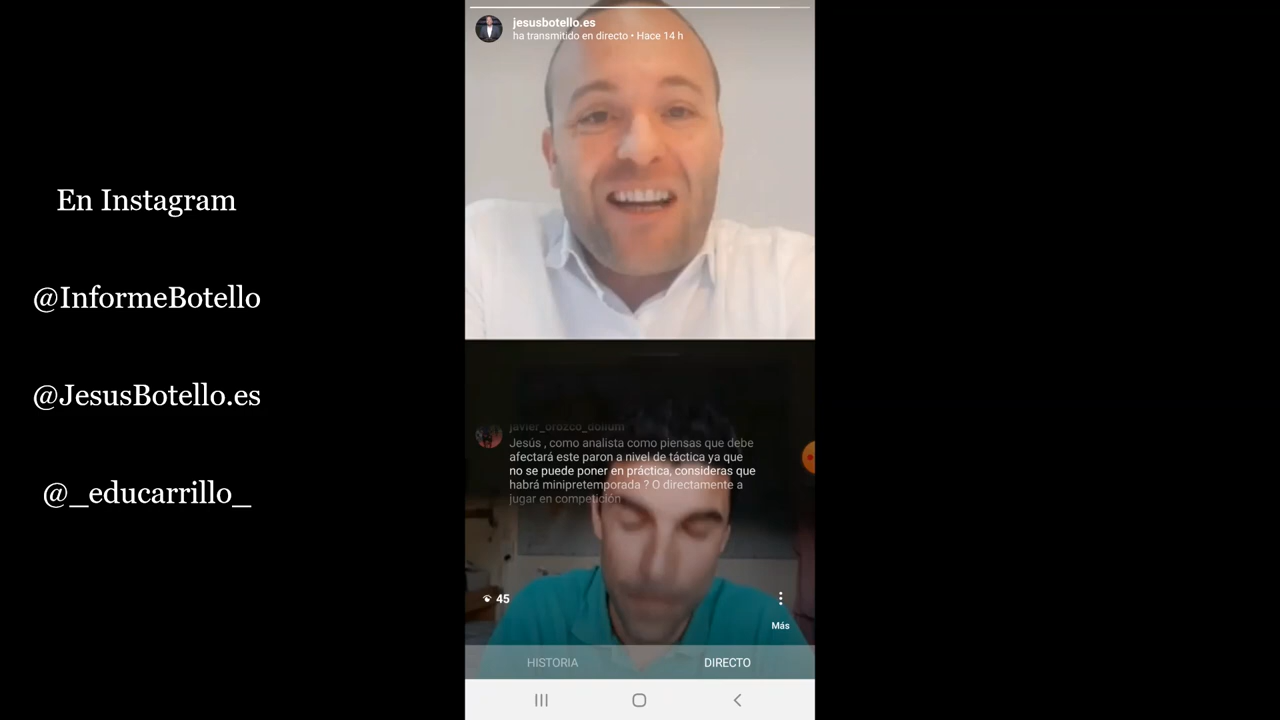 jesusbotello.es
ha transmitido en directo • Hace 14 h
En Instagram
@InformeBotello
@JesusBotello.es
@_educarrillo_
Jesús , como analista como piensas que debe
afectará este paron a nivel de táctica ya que
no se puede poner en práctica, consideras que
habrá minipretemporada ? O directamente a
jugar en competición
45
Más
HISTORIA
DIRECTO